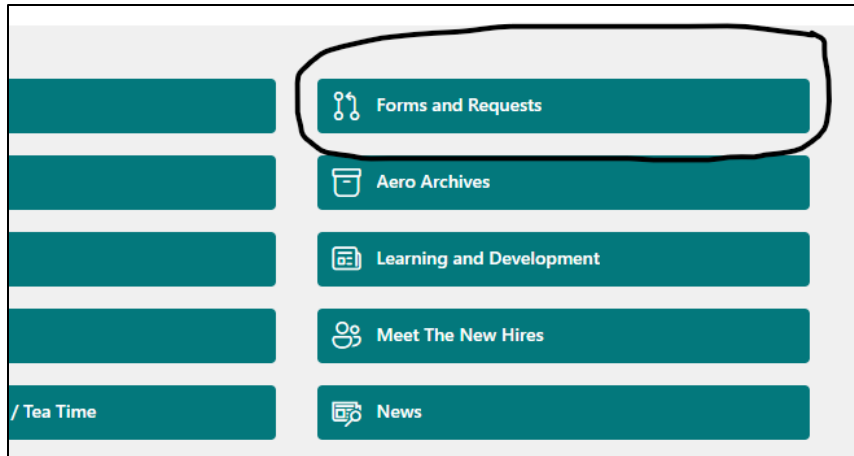 Forms and Requests
Aero Archives
Learning and Development
Meet The New Hires
/ Tea Time
News